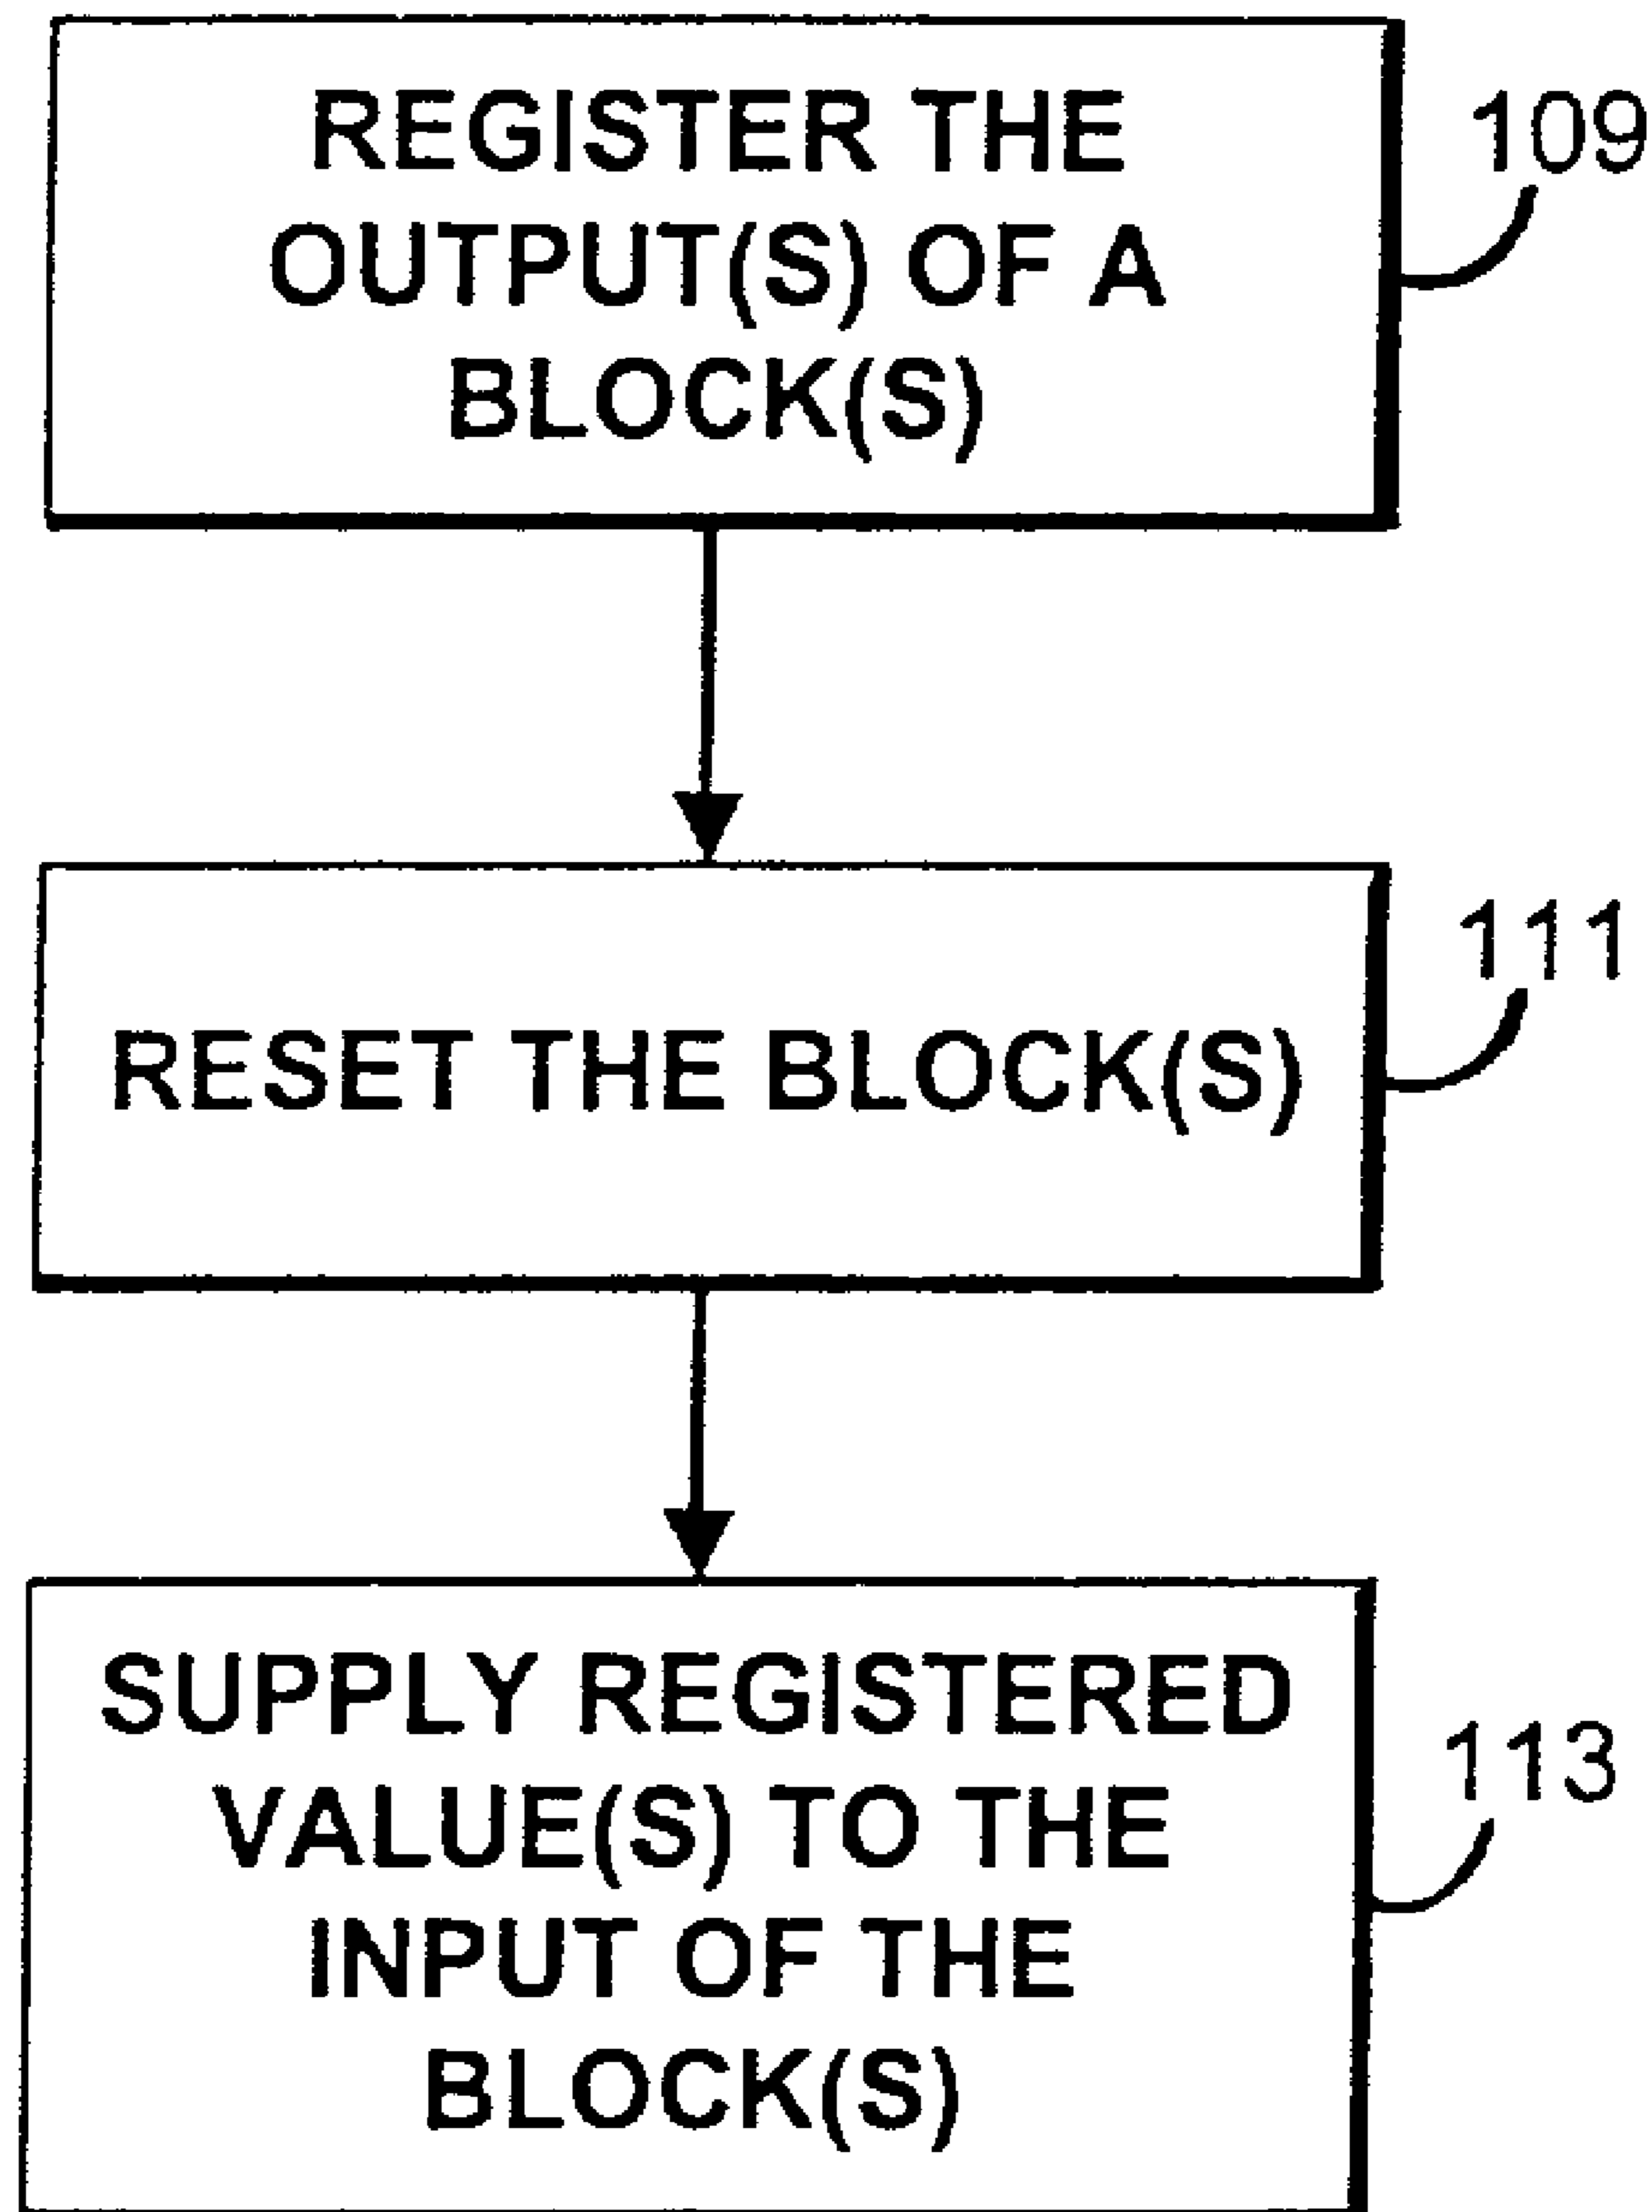 REGISTER THE
OUTPUT(S) OF A
BLOCK(S)
109
RESET THE BLOCK(S)
111
SUPPLY REGISTERED
VALUE(S) TO THE
INPUT OF THE
BLOCK(S)
113